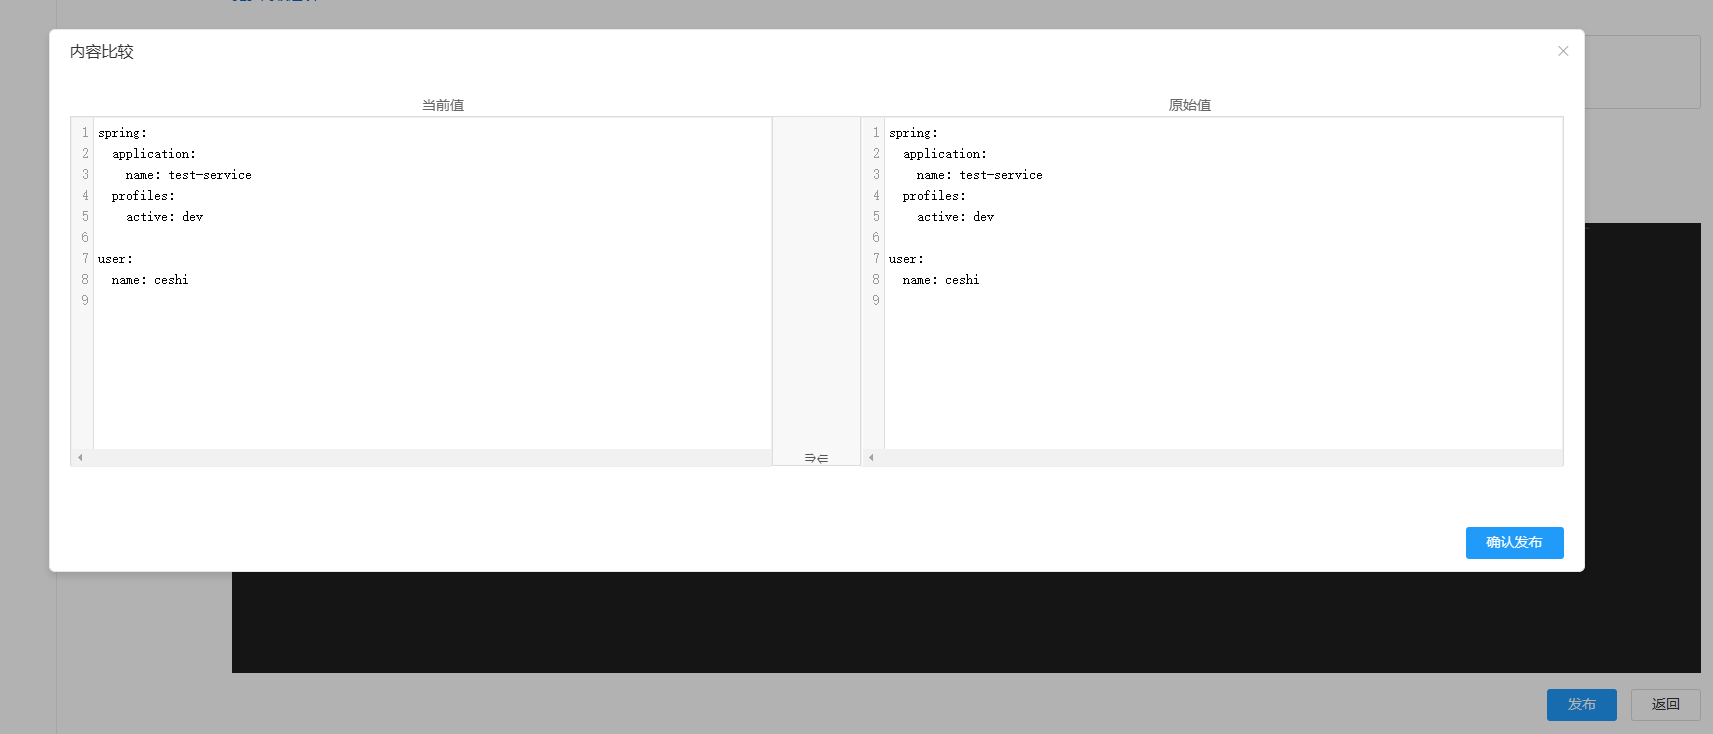 内容比较
当前值
原始值
1 spring:
2   application:
3     name: test-service
4   profiles:
5     active: dev
6
7 user:
8   name: ceshi
9
1 spring:
2   application:
3     name: test-service
4   profiles:
5     active: dev
6
7 user:
8   name: ceshi
9
确认发布
发布
返回